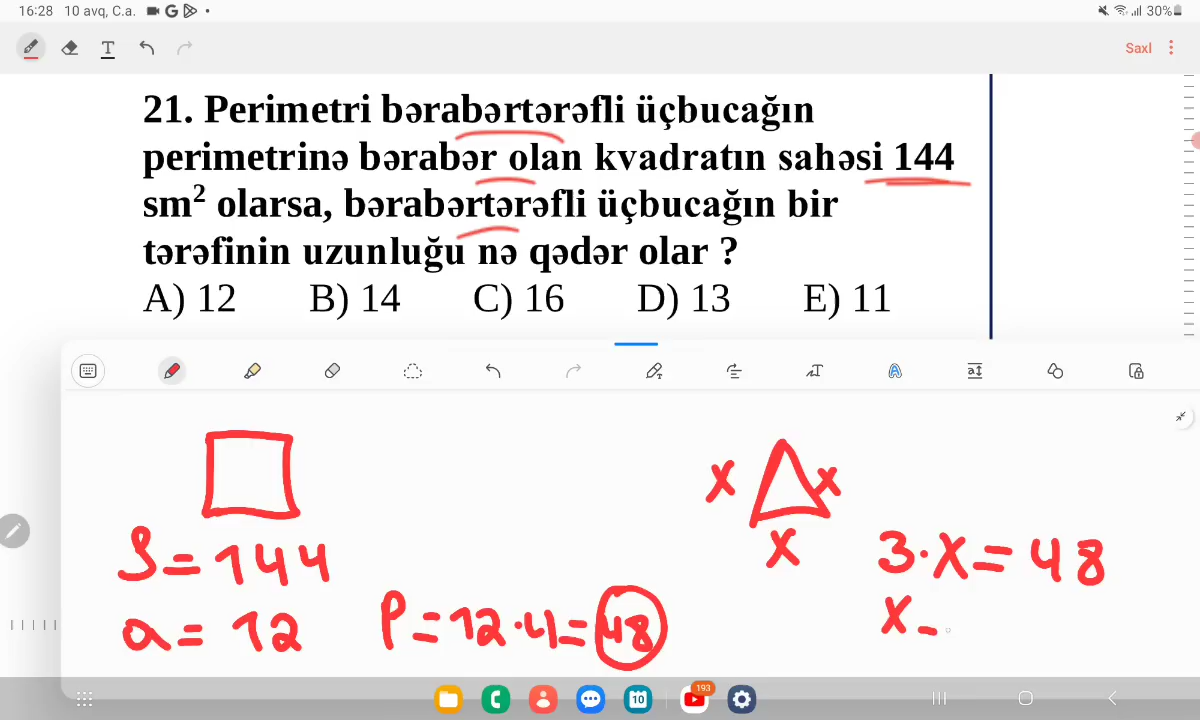 16:28 10 avq, C.a. 30%
T Saxl
21. Perimetri bərabərtərəfli üçbucağın
perimetrinə bərabər olan kvadratın sahəsi 144
sm² olarsa, bərabərtərəfli üçbucağın bir
tərəfinin uzunluğu nə qədər olar ?
A) 12 B) 14 C) 16 D) 13 E) 11
x x
x
S=144
3·x=48
a=12
P=12·4=48
x=
193
10